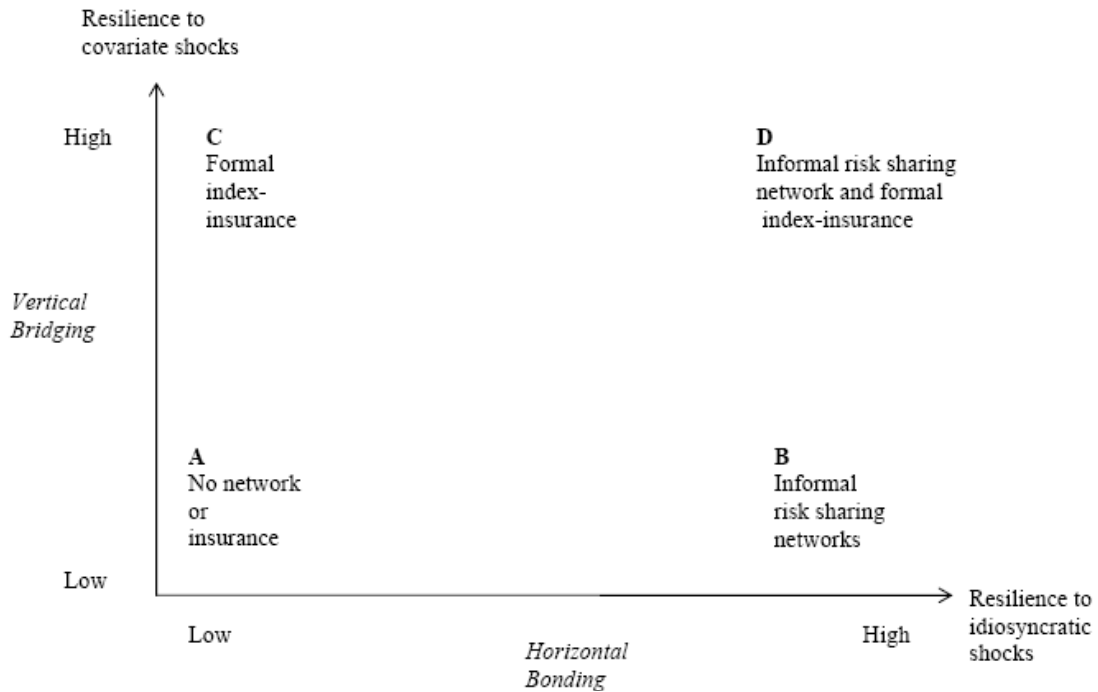 Resilience to
covariate shocks
High
C
Formal
index-
insurance
D
Informal risk sharing
network and formal
index-insurance
Vertical
Bridging
A
No network
or
insurance
B
Informal
risk sharing
networks
Low
Low
Horizontal
Bonding
High
Resilience to
idiosyncratic
shocks